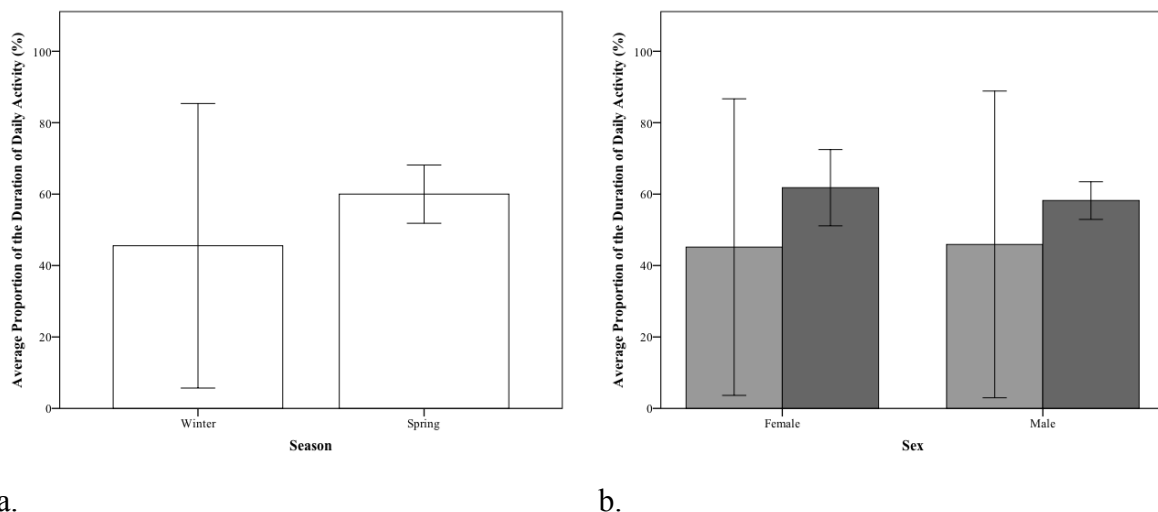 Average Proportion of the Duration of Daily Activity (%)
100
80
60
40
20
0
Winter
Spring
Season
a.
Average Proportion of the Duration of Daily Activity (%)
100
80
60
40
20
0
Female
Male
Sex
b.